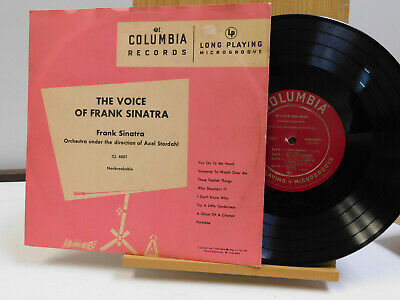 COLUMBIA
RECORDS
Lp
LONG PLAYING
MICROGROOVE
THE VOICE
OF FRANK SINATRA
Frank Sinatra
Orchestra under the direction of Axel Stordahl
CL 6001
Nonbreakable
You Go To My Head
Someone To Watch Over Me
These Foolish Things
Why Shouldn't I?
I Don't Know Why
Try A Little Tenderness
A Ghost Of A Chance
Paradise
COLUMBIA
PLAYING MICROGROOVE